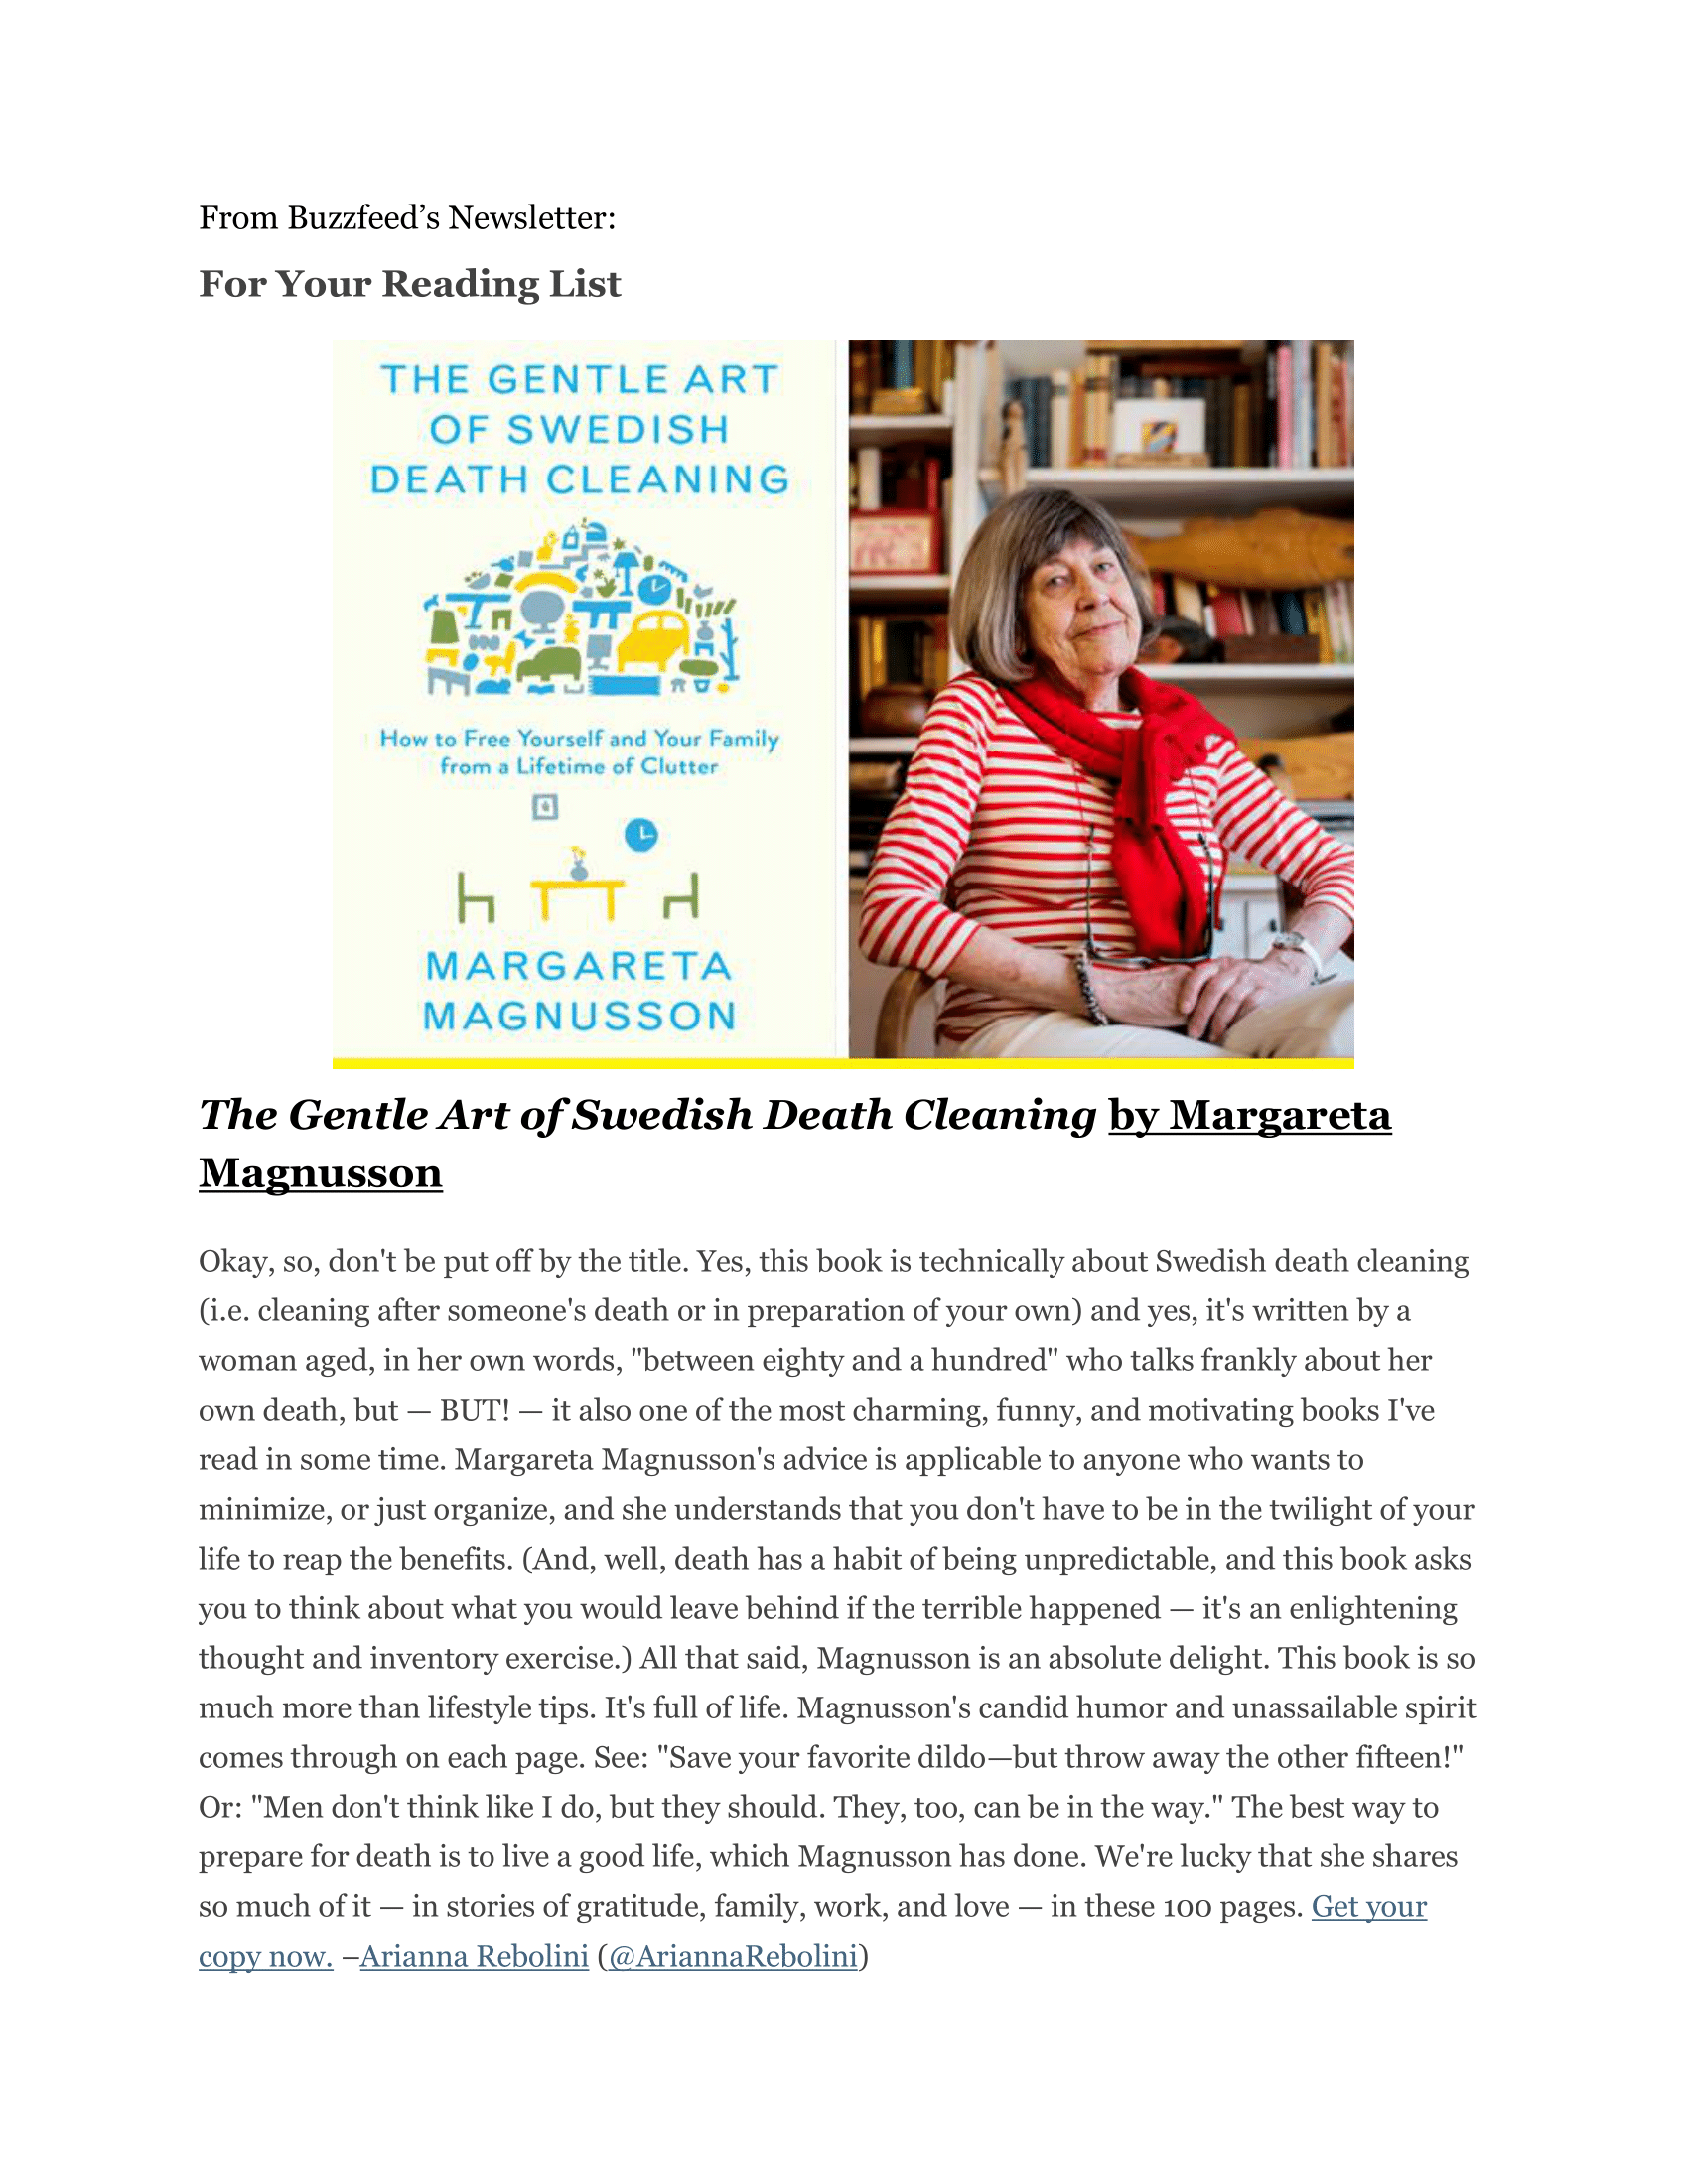 From Buzzfeed’s Newsletter:
For Your Reading List
THE GENTLE ART
OF SWEDISH
DEATH CLEANING
How to Free Yourself and Your Family
from a Lifetime of Clutter
MARGARETA
MAGNUSSON
The Gentle Art of Swedish Death Cleaning by Margareta
Magnusson
Okay, so, don't be put off by the title. Yes, this book is technically about Swedish death cleaning
(i.e. cleaning after someone's death or in preparation of your own) and yes, it's written by a
woman aged, in her own words, "between eighty and a hundred" who talks frankly about her
own death, but — BUT! — it also one of the most charming, funny, and motivating books I've
read in some time. Margareta Magnusson's advice is applicable to anyone who wants to
minimize, or just organize, and she understands that you don't have to be in the twilight of your
life to reap the benefits. (And, well, death has a habit of being unpredictable, and this book asks
you to think about what you would leave behind if the terrible happened — it's an enlightening
thought and inventory exercise.) All that said, Magnusson is an absolute delight. This book is so
much more than lifestyle tips. It's full of life. Magnusson's candid humor and unassailable spirit
comes through on each page. See: "Save your favorite dildo—but throw away the other fifteen!"
Or: "Men don't think like I do, but they should. They, too, can be in the way." The best way to
prepare for death is to live a good life, which Magnusson has done. We're lucky that she shares
so much of it — in stories of gratitude, family, work, and love — in these 100 pages. Get your
copy now. –Arianna Rebolini (@AriannaRebolini)